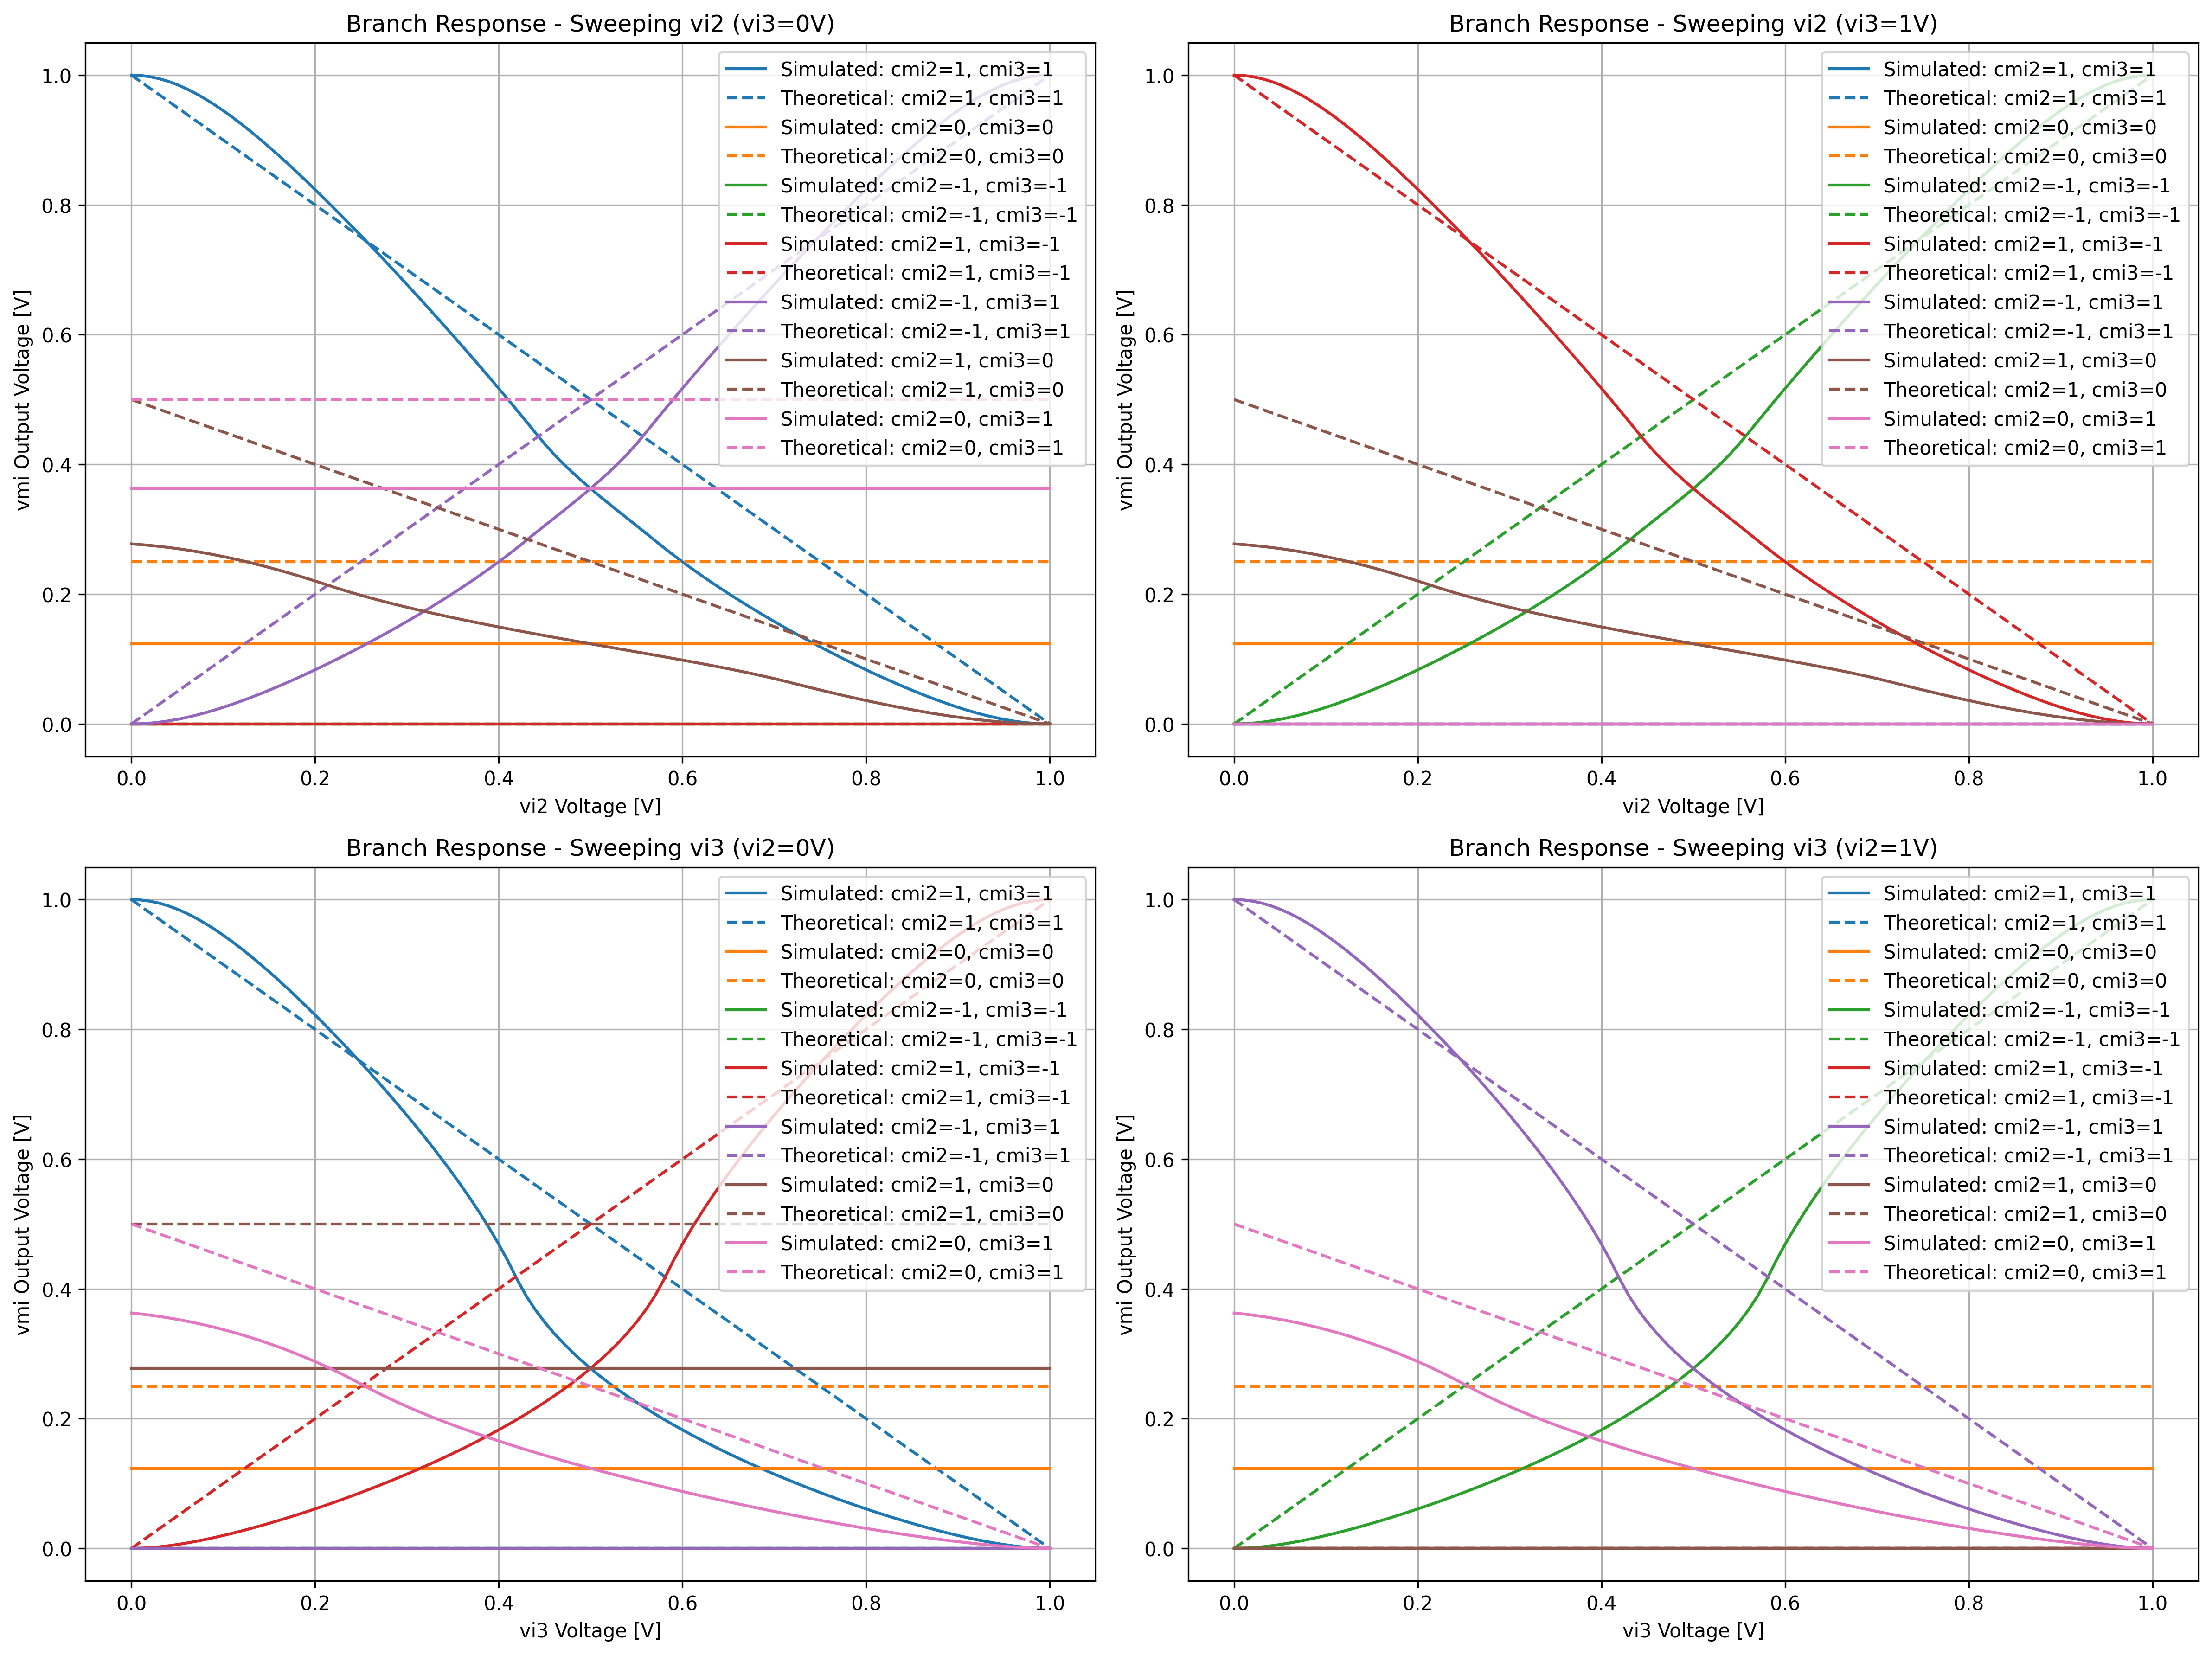 Branch Response - Sweeping vi2 (vi3=0V)
vmi Output Voltage [V]
1.0
0.8
0.6
0.4
0.2
0.0
Simulated: cmi2=1, cmi3=1
Theoretical: cmi2=1, cmi3=1
Simulated: cmi2=0, cmi3=0
Theoretical: cmi2=0, cmi3=0
Simulated: cmi2=-1, cmi3=-1
Theoretical: cmi2=-1, cmi3=-1
Simulated: cmi2=1, cmi3=-1
Theoretical: cmi2=1, cmi3=-1
Simulated: cmi2=-1, cmi3=1
Theoretical: cmi2=-1, cmi3=1
Simulated: cmi2=1, cmi3=0
Theoretical: cmi2=1, cmi3=0
Simulated: cmi2=0, cmi3=1
Theoretical: cmi2=0, cmi3=1
0.0 0.2 0.4 0.6 0.8 1.0
vi2 Voltage [V]
Branch Response - Sweeping vi2 (vi3=1V)
vmi Output Voltage [V]
1.0
0.8
0.6
0.4
0.2
0.0
Simulated: cmi2=1, cmi3=1
Theoretical: cmi2=1, cmi3=1
Simulated: cmi2=0, cmi3=0
Theoretical: cmi2=0, cmi3=0
Simulated: cmi2=-1, cmi3=-1
Theoretical: cmi2=-1, cmi3=-1
Simulated: cmi2=1, cmi3=-1
Theoretical: cmi2=1, cmi3=-1
Simulated: cmi2=-1, cmi3=1
Theoretical: cmi2=-1, cmi3=1
Simulated: cmi2=1, cmi3=0
Theoretical: cmi2=1, cmi3=0
Simulated: cmi2=0, cmi3=1
Theoretical: cmi2=0, cmi3=1
0.0 0.2 0.4 0.6 0.8 1.0
vi2 Voltage [V]
Branch Response - Sweeping vi3 (vi2=0V)
vmi Output Voltage [V]
1.0
0.8
0.6
0.4
0.2
0.0
Simulated: cmi2=1, cmi3=1
Theoretical: cmi2=1, cmi3=1
Simulated: cmi2=0, cmi3=0
Theoretical: cmi2=0, cmi3=0
Simulated: cmi2=-1, cmi3=-1
Theoretical: cmi2=-1, cmi3=-1
Simulated: cmi2=1, cmi3=-1
Theoretical: cmi2=1, cmi3=-1
Simulated: cmi2=-1, cmi3=1
Theoretical: cmi2=-1, cmi3=1
Simulated: cmi2=1, cmi3=0
Theoretical: cmi2=1, cmi3=0
Simulated: cmi2=0, cmi3=1
Theoretical: cmi2=0, cmi3=1
0.0 0.2 0.4 0.6 0.8 1.0
vi3 Voltage [V]
Branch Response - Sweeping vi3 (vi2=1V)
vmi Output Voltage [V]
1.0
0.8
0.6
0.4
0.2
0.0
Simulated: cmi2=1, cmi3=1
Theoretical: cmi2=1, cmi3=1
Simulated: cmi2=0, cmi3=0
Theoretical: cmi2=0, cmi3=0
Simulated: cmi2=-1, cmi3=-1
Theoretical: cmi2=-1, cmi3=-1
Simulated: cmi2=1, cmi3=-1
Theoretical: cmi2=1, cmi3=-1
Simulated: cmi2=-1, cmi3=1
Theoretical: cmi2=-1, cmi3=1
Simulated: cmi2=1, cmi3=0
Theoretical: cmi2=1, cmi3=0
Simulated: cmi2=0, cmi3=1
Theoretical: cmi2=0, cmi3=1
0.0 0.2 0.4 0.6 0.8 1.0
vi3 Voltage [V]